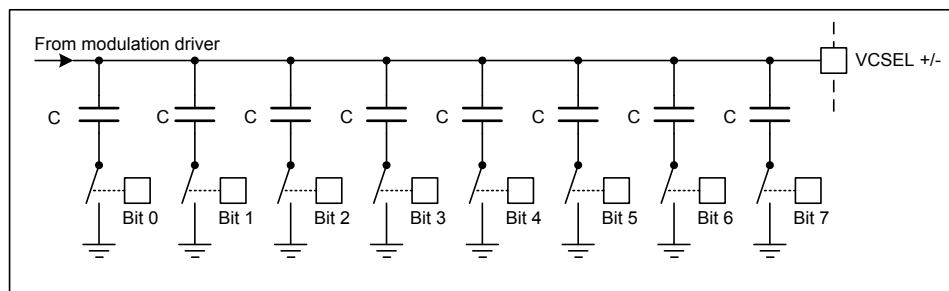 From modulation driver
VCSEL +/-
C C C C C C C C
Bit 0 Bit 1 Bit 2 Bit 3 Bit 4 Bit 5 Bit 6 Bit 7